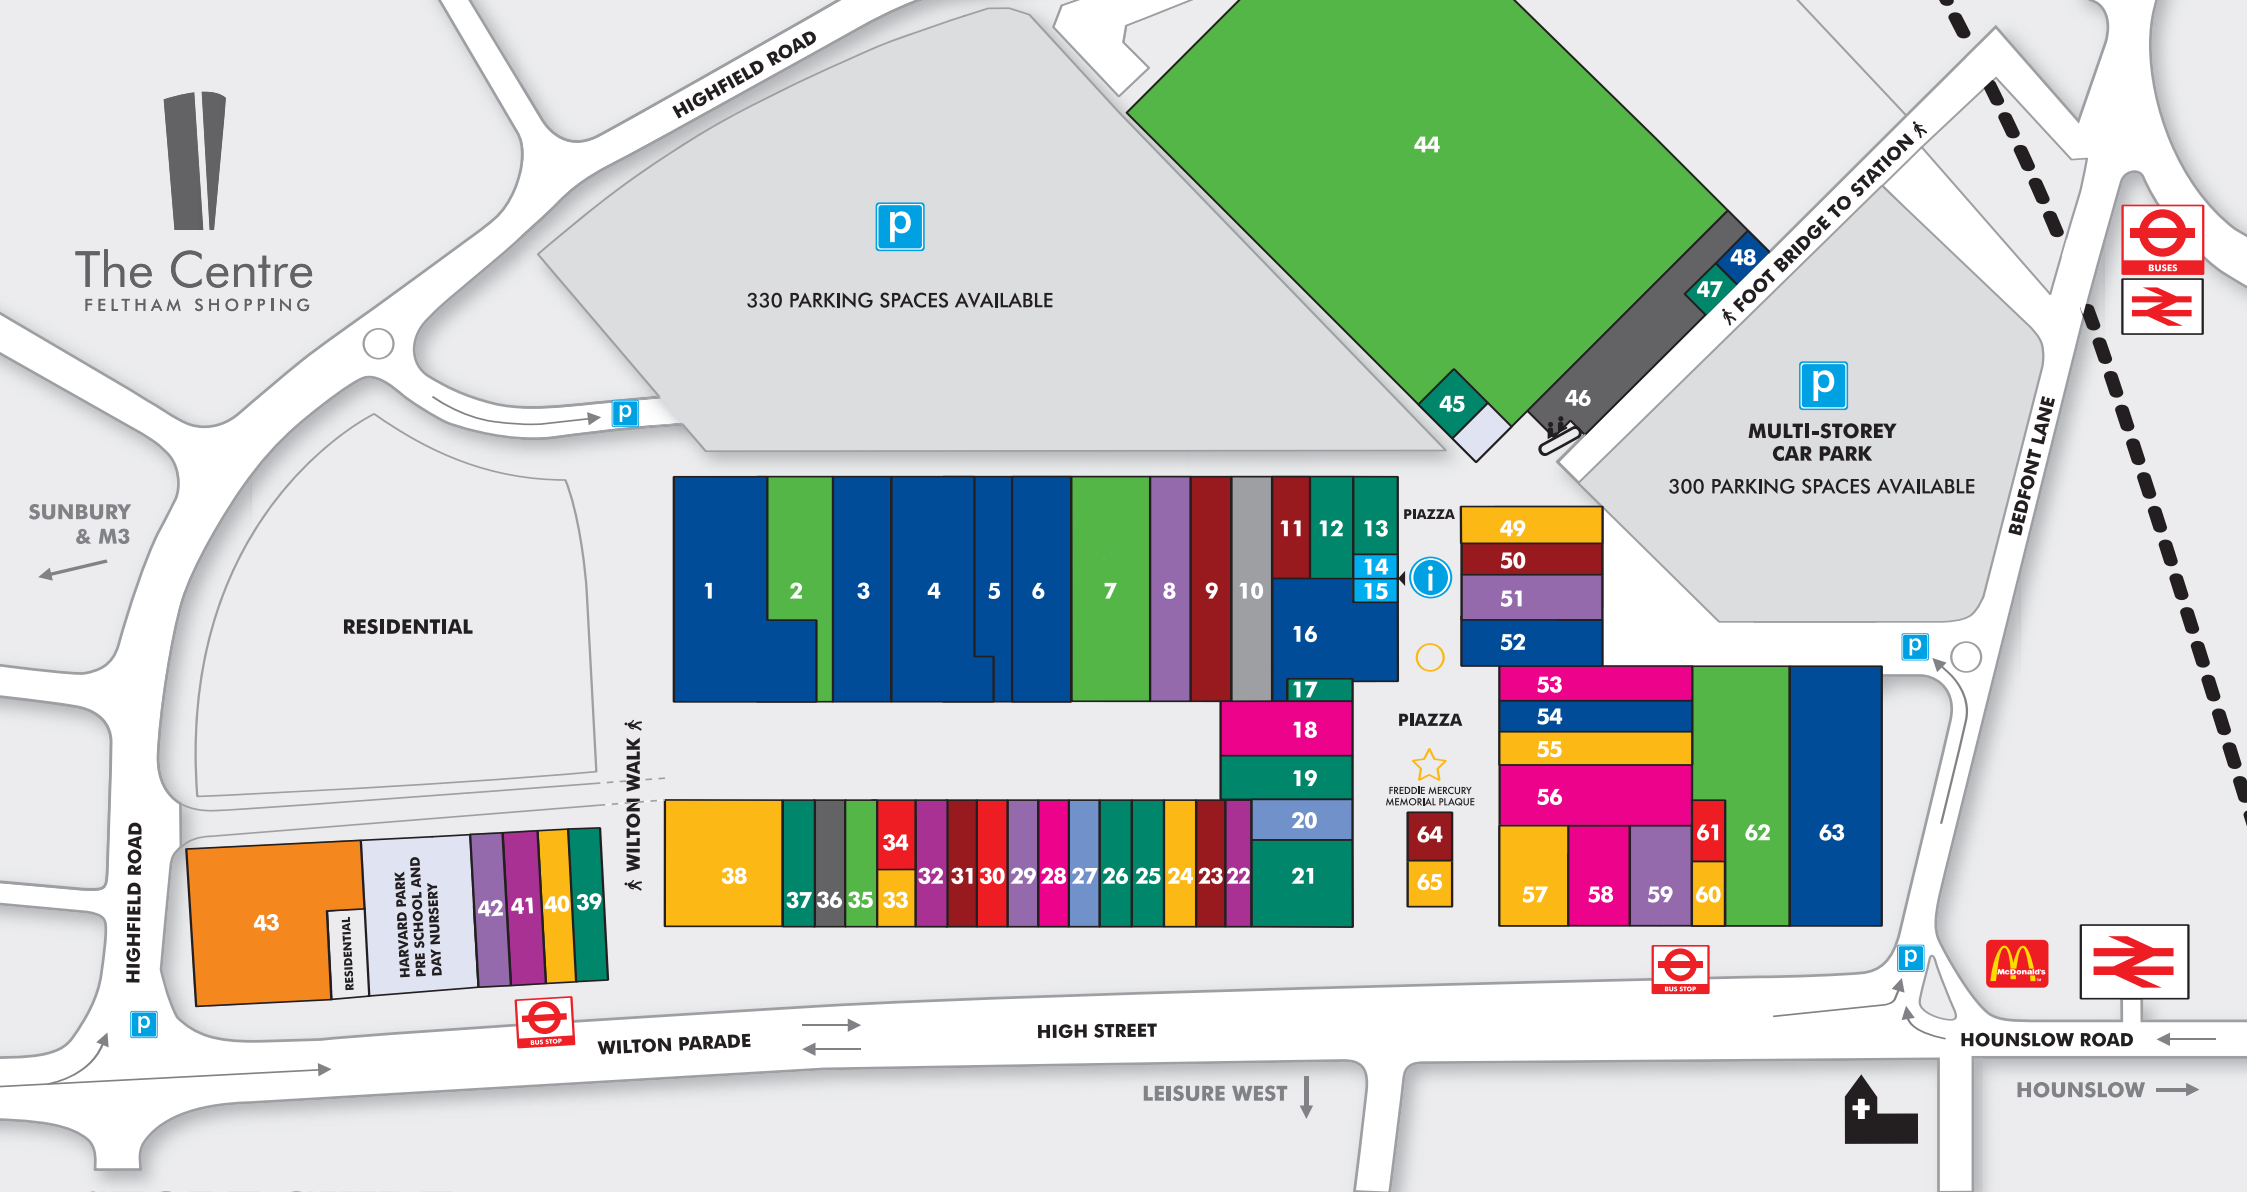 HIGHFIELD ROAD
The Centre
FELTHAM SHOPPING
P
330 PARKING SPACES AVAILABLE
44
FOOT BRIDGE TO STATION
48
47
46
45
BUSES
P
MULTI-STOREY
CAR PARK
300 PARKING SPACES AVAILABLE
BEDFONT LANE
P
SUNBURY
& M3
RESIDENTIAL
1
2
3
4
5
6
7
8
9
10
11
12
13
14
15
16
17
18
19
20
21
PIAZZA
i
PIAZZA
FREDDIE MERCURY
MEMORIAL PLAQUE
64
65
49
50
51
52
53
54
55
56
57
58
59
60
61
62
63
P
WILTON WALK
38
37
36
35
34
33
32
31
30
29
28
27
26
25
24
23
22
HIGHFIELD ROAD
43
RESIDENTIAL
HARVARD PARK
PRE SCHOOL AND
DAY NURSERY
42
41
40
39
P
BUS STOP
BUS STOP
P
McDonald's
WILTON PARADE
HIGH STREET
HOUNSLOW ROAD
LEISURE WEST
HOUNSLOW